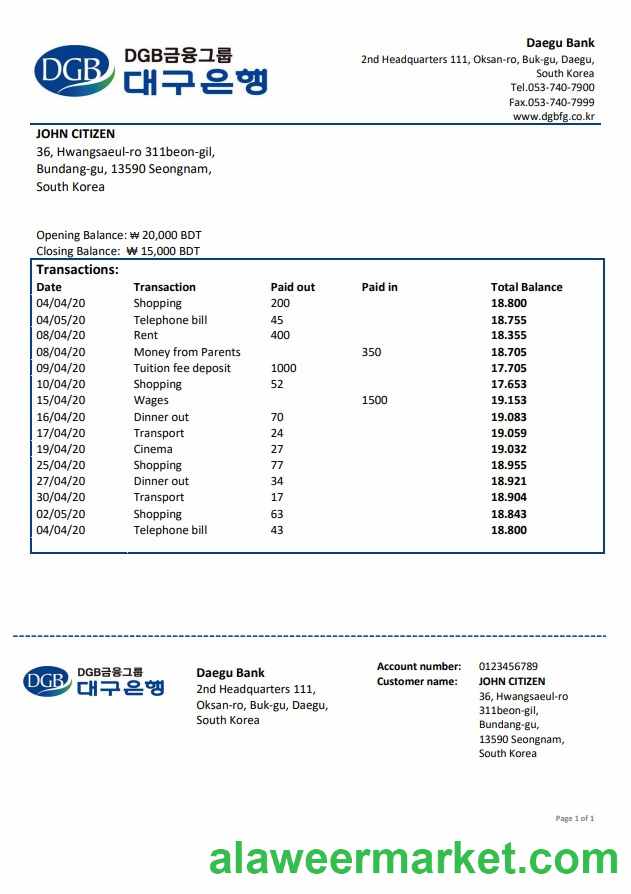 DGB
DGB금융그룹
대구은행
Daegu Bank
2nd Headquarters 111, Oksan-ro, Buk-gu, Daegu,
South Korea
Tel.053-740-7900
Fax.053-740-7999
www.dgbfg.co.kr
JOHN CITIZEN
36, Hwangsaeul-ro 311beon-gil,
Bundang-gu, 13590 Seongnam,
South Korea
Opening Balance: ₩ 20,000 BDT
Closing Balance: ₩ 15,000 BDT
Transactions:
Date Transaction Paid out Paid in Total Balance
04/04/20 Shopping 200 18.800
04/05/20 Telephone bill 45 18.755
08/04/20 Rent 400 18.355
08/04/20 Money from Parents 350 18.705
09/04/20 Tuition fee deposit 1000 17.705
10/04/20 Shopping 52 17.653
15/04/20 Wages 1500 19.153
16/04/20 Dinner out 70 19.083
17/04/20 Transport 24 19.059
19/04/20 Cinema 27 19.032
25/04/20 Shopping 77 18.955
27/04/20 Dinner out 34 18.921
30/04/20 Transport 17 18.904
02/05/20 Shopping 63 18.843
04/04/20 Telephone bill 43 18.800
DGB
DGB금융그룹
대구은행
Daegu Bank
2nd Headquarters 111,
Oksan-ro, Buk-gu, Daegu,
South Korea
Account number: 0123456789
Customer name: JOHN CITIZEN
36, Hwangsaeul-ro
311beon-gil,
Bundang-gu,
13590 Seongnam,
South Korea
Page 1 of 1
alaweermarket.com